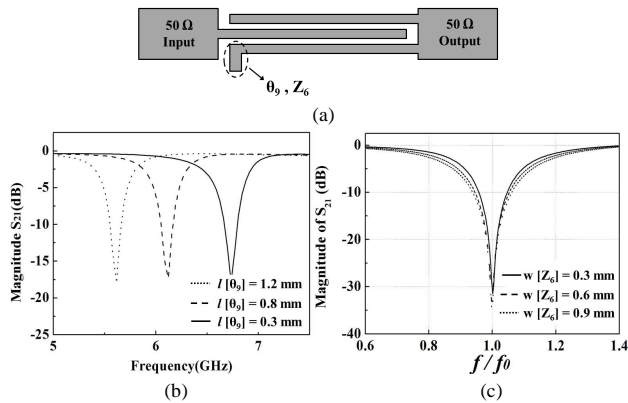 50 Ω
Input
50 Ω
Output
θ₉ , Z₆
(a)
Magnitude S₂₁(dB)
0
-5
-10
-15
-20
-25
5
6
7
Frequency(GHz)
l [θ₉] = 1.2 mm
l [θ₉] = 0.8 mm
l [θ₉] = 0.3 mm
(b)
Magnitude of S₂₁ (dB)
0
-10
-20
-30
-40
0.6
0.8
1.0
1.2
1.4
f / f₀
w [Z₆] = 0.3 mm
w [Z₆] = 0.6 mm
w [Z₆] = 0.9 mm
(c)